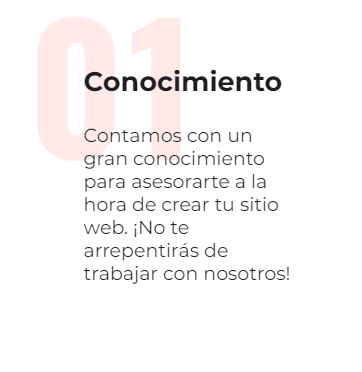 01
Conocimiento
Contamos con un
gran conocimiento
para asesorarte a la
hora de crear tu sitio
web. ¡No te
arrepentirás de
trabajar con nosotros!